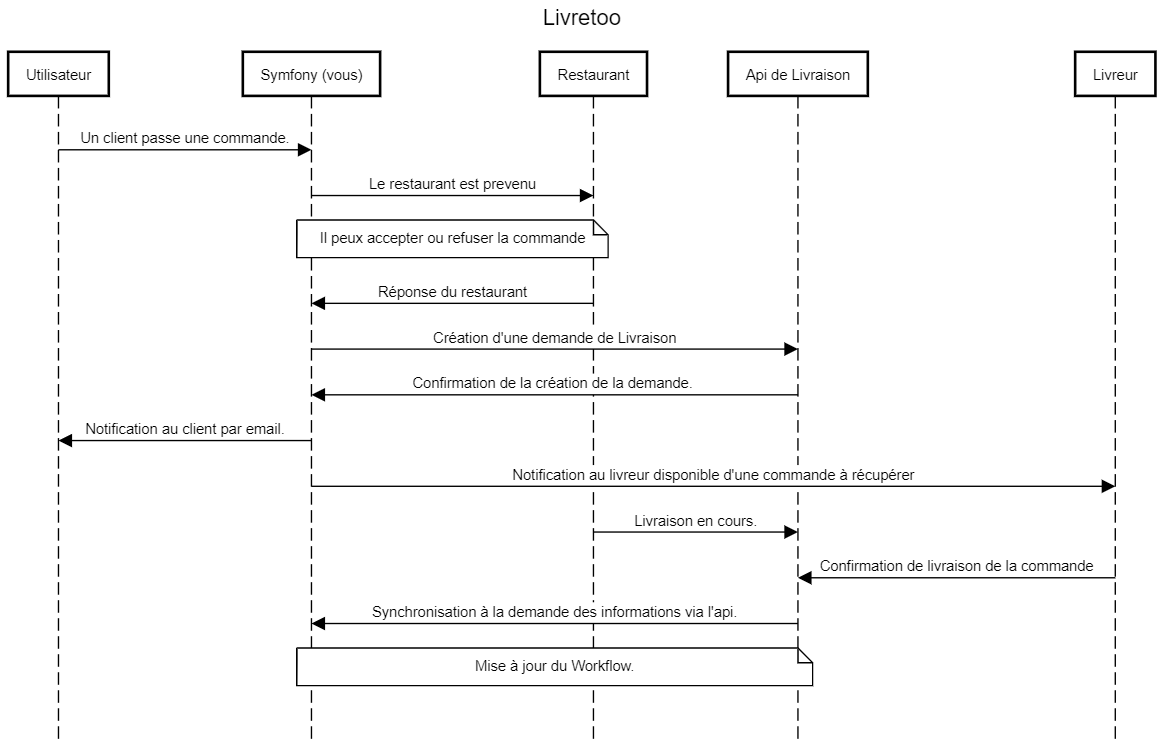 Livretoo
Utilisateur
Symfony (vous)
Restaurant
Api de Livraison
Livreur
Un client passe une commande.
Le restaurant est prevenu
Il peux accepter ou refuser la commande
Réponse du restaurant
Création d'une demande de Livraison
Confirmation de la création de la demande.
Notification au client par email.
Notification au livreur disponible d'une commande à récupérer
Livraison en cours.
Confirmation de livraison de la commande
Synchronisation à la demande des informations via l'api.
Mise à jour du Workflow.